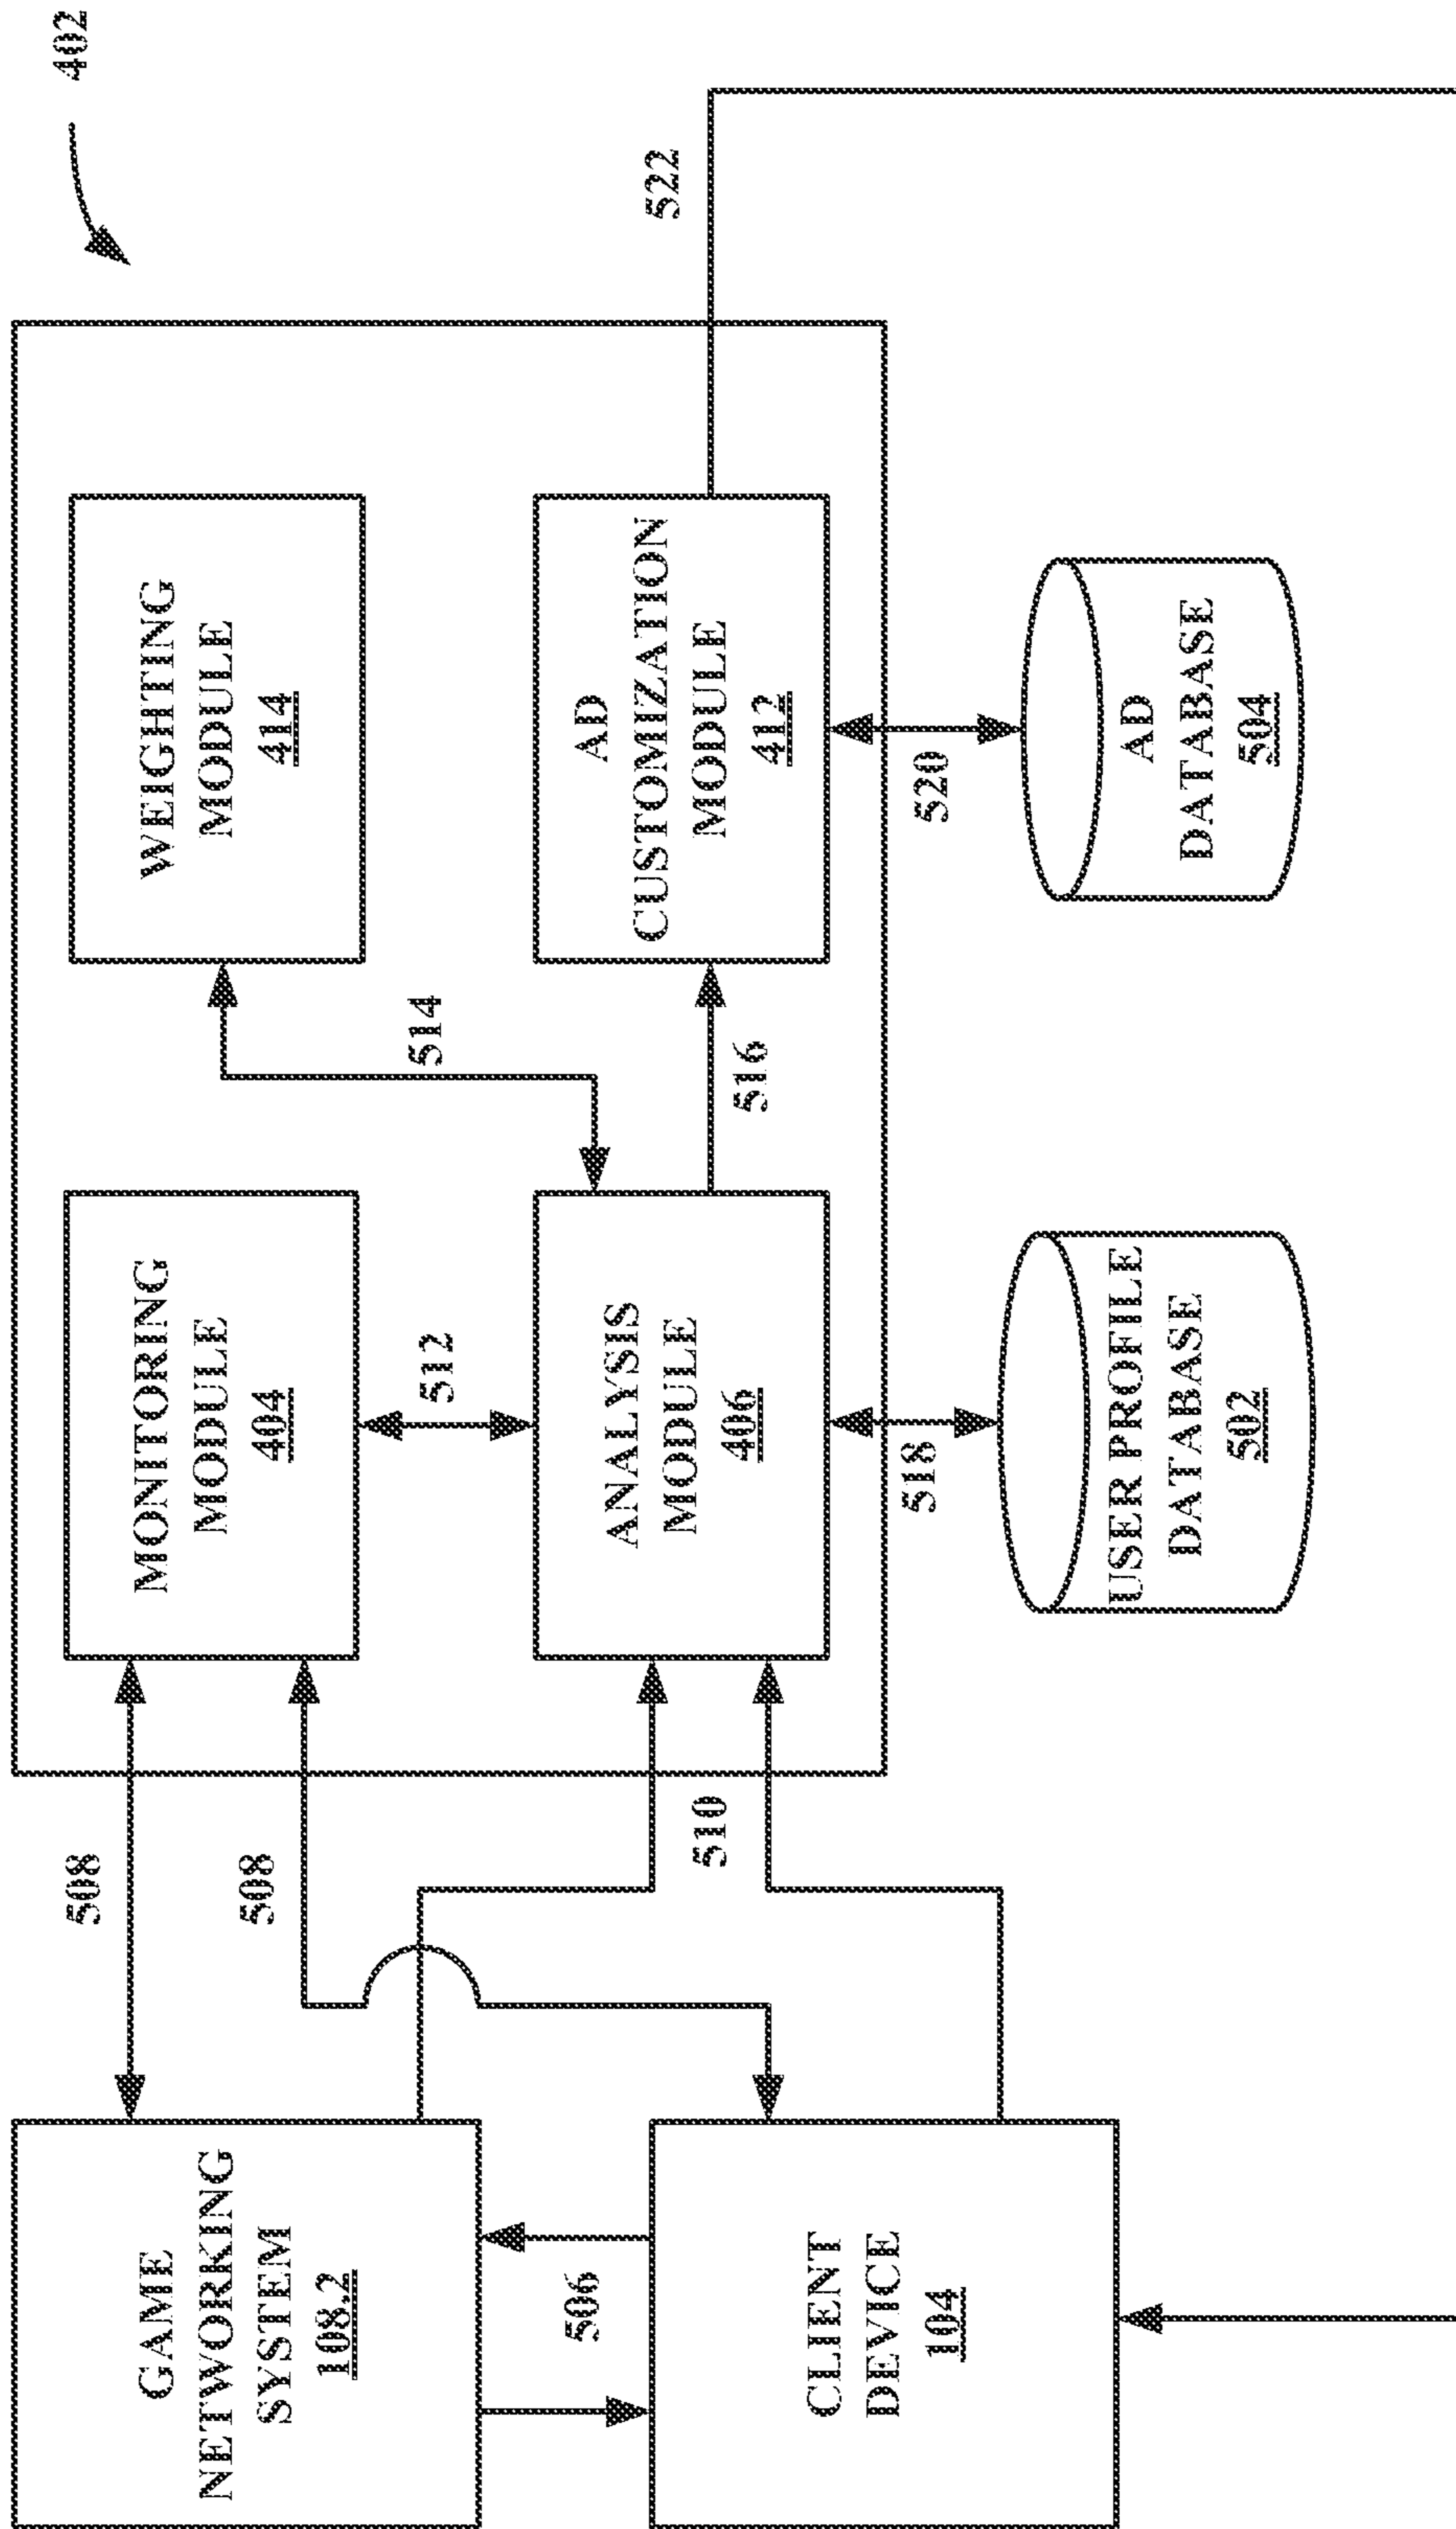 402
GAME
NETWORKING
SYSTEM
108.2
508
508
MONITORING
MODULE
404
WEIGHTING
MODULE
414
506
512
514
522
CLIENT
DEVICE
104
510
ANALYSIS
MODULE
406
516
AD
CUSTOMIZATION
MODULE
412
518
520
USER PROFILE
DATABASE
502
AD
DATABASE
504